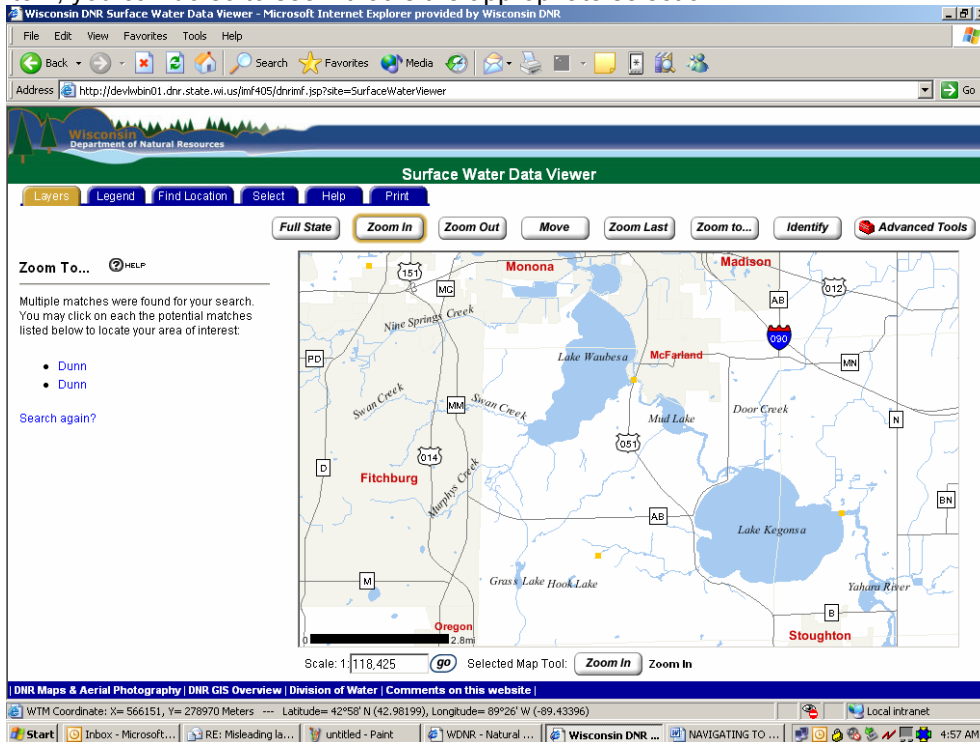 Wisconsin DNR Surface Water Data Viewer - Microsoft Internet Explorer provided by Wisconsin DNR
File Edit View Favorites Tools Help
Back Search Favorites Media
Address http://devlwbin01.dnr.state.wi.us/imf405/dnrimf.jsp?site=SurfaceWaterViewer Go
Wisconsin
Department of Natural Resources
Surface Water Data Viewer
Layers Legend Find Location Select Help Print
Full State Zoom In Zoom Out Move Zoom Last Zoom to... Identify Advanced Tools
Zoom To... ?HELP
Multiple matches were found for your search.
You may click on each the potential matches
listed below to locate your area of interest:
• Dunn
• Dunn
Search again?
Monona
Madison
151
MG
012
AB
Nine Springs Creek
090
PD
Lake Waubesa
McFarland
MN
Swan Creek
MM
Swan Creek
Mud Lake
Door Creek
N
051
014
D
Fitchburg
Murphys Creek
BN
AB
Lake Kegonsa
M
Grass Lake
Hook Lake
Yahara River
B
Oregon
Stoughton
0 2.8m
Scale: 1: 118,425 go Selected Map Tool: Zoom In Zoom In
| DNR Maps & Aerial Photography | DNR GIS Overview | Division of Water | Comments on this website |
WTM Coordinate: X= 566151, Y= 278970 Meters --- Latitude= 42°58' N (42.98199), Longitude= 89°26' W (-89.43396) Local intranet
Start Inbox - Microsoft... RE: Misleading la... untitled - Paint WDNR - Natural ... Wisconsin DNR ... NAVIGATING TO ... 4:57 AM